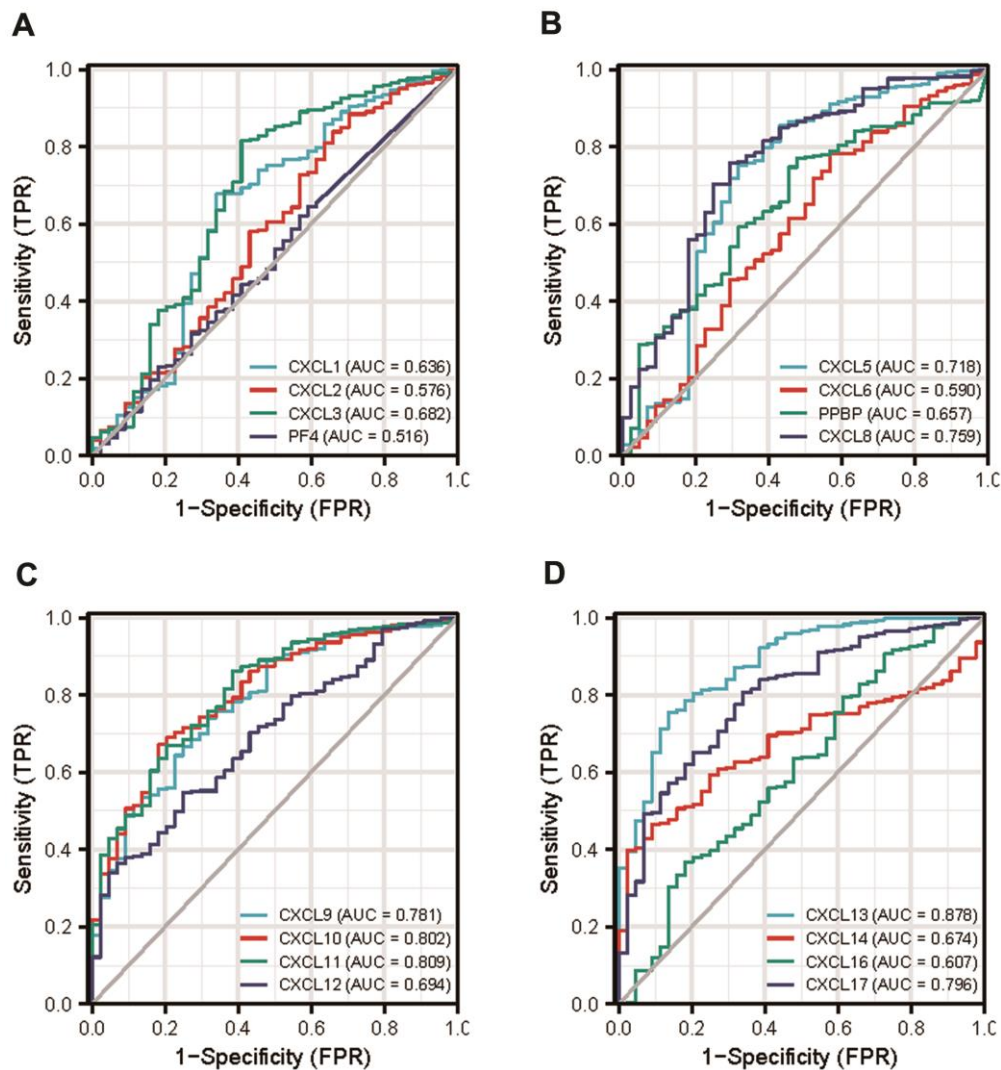 A
1.0
0.8
0.6
0.4
0.2
0.0
Sensitivity (TPR)
CXCL1 (AUC = 0.636)
CXCL2 (AUC = 0.576)
CXCL3 (AUC = 0.682)
PF4 (AUC = 0.516)
0.0 0.2 0.4 0.6 0.8 1.0
1-Specificity (FPR)
B
1.0
0.8
0.6
0.4
0.2
0.0
Sensitivity (TPR)
CXCL5 (AUC = 0.718)
CXCL6 (AUC = 0.590)
PPBP (AUC = 0.657)
CXCL8 (AUC = 0.759)
0.0 0.2 0.4 0.6 0.8 1.0
1-Specificity (FPR)
C
1.0
0.8
0.6
0.4
0.2
0.0
Sensitivity (TPR)
CXCL9 (AUC = 0.781)
CXCL10 (AUC = 0.802)
CXCL11 (AUC = 0.809)
CXCL12 (AUC = 0.694)
0.0 0.2 0.4 0.6 0.8 1.0
1-Specificity (FPR)
D
1.0
0.8
0.6
0.4
0.2
0.0
Sensitivity (TPR)
CXCL13 (AUC = 0.878)
CXCL14 (AUC = 0.674)
CXCL16 (AUC = 0.607)
CXCL17 (AUC = 0.796)
0.0 0.2 0.4 0.6 0.8 1.0
1-Specificity (FPR)